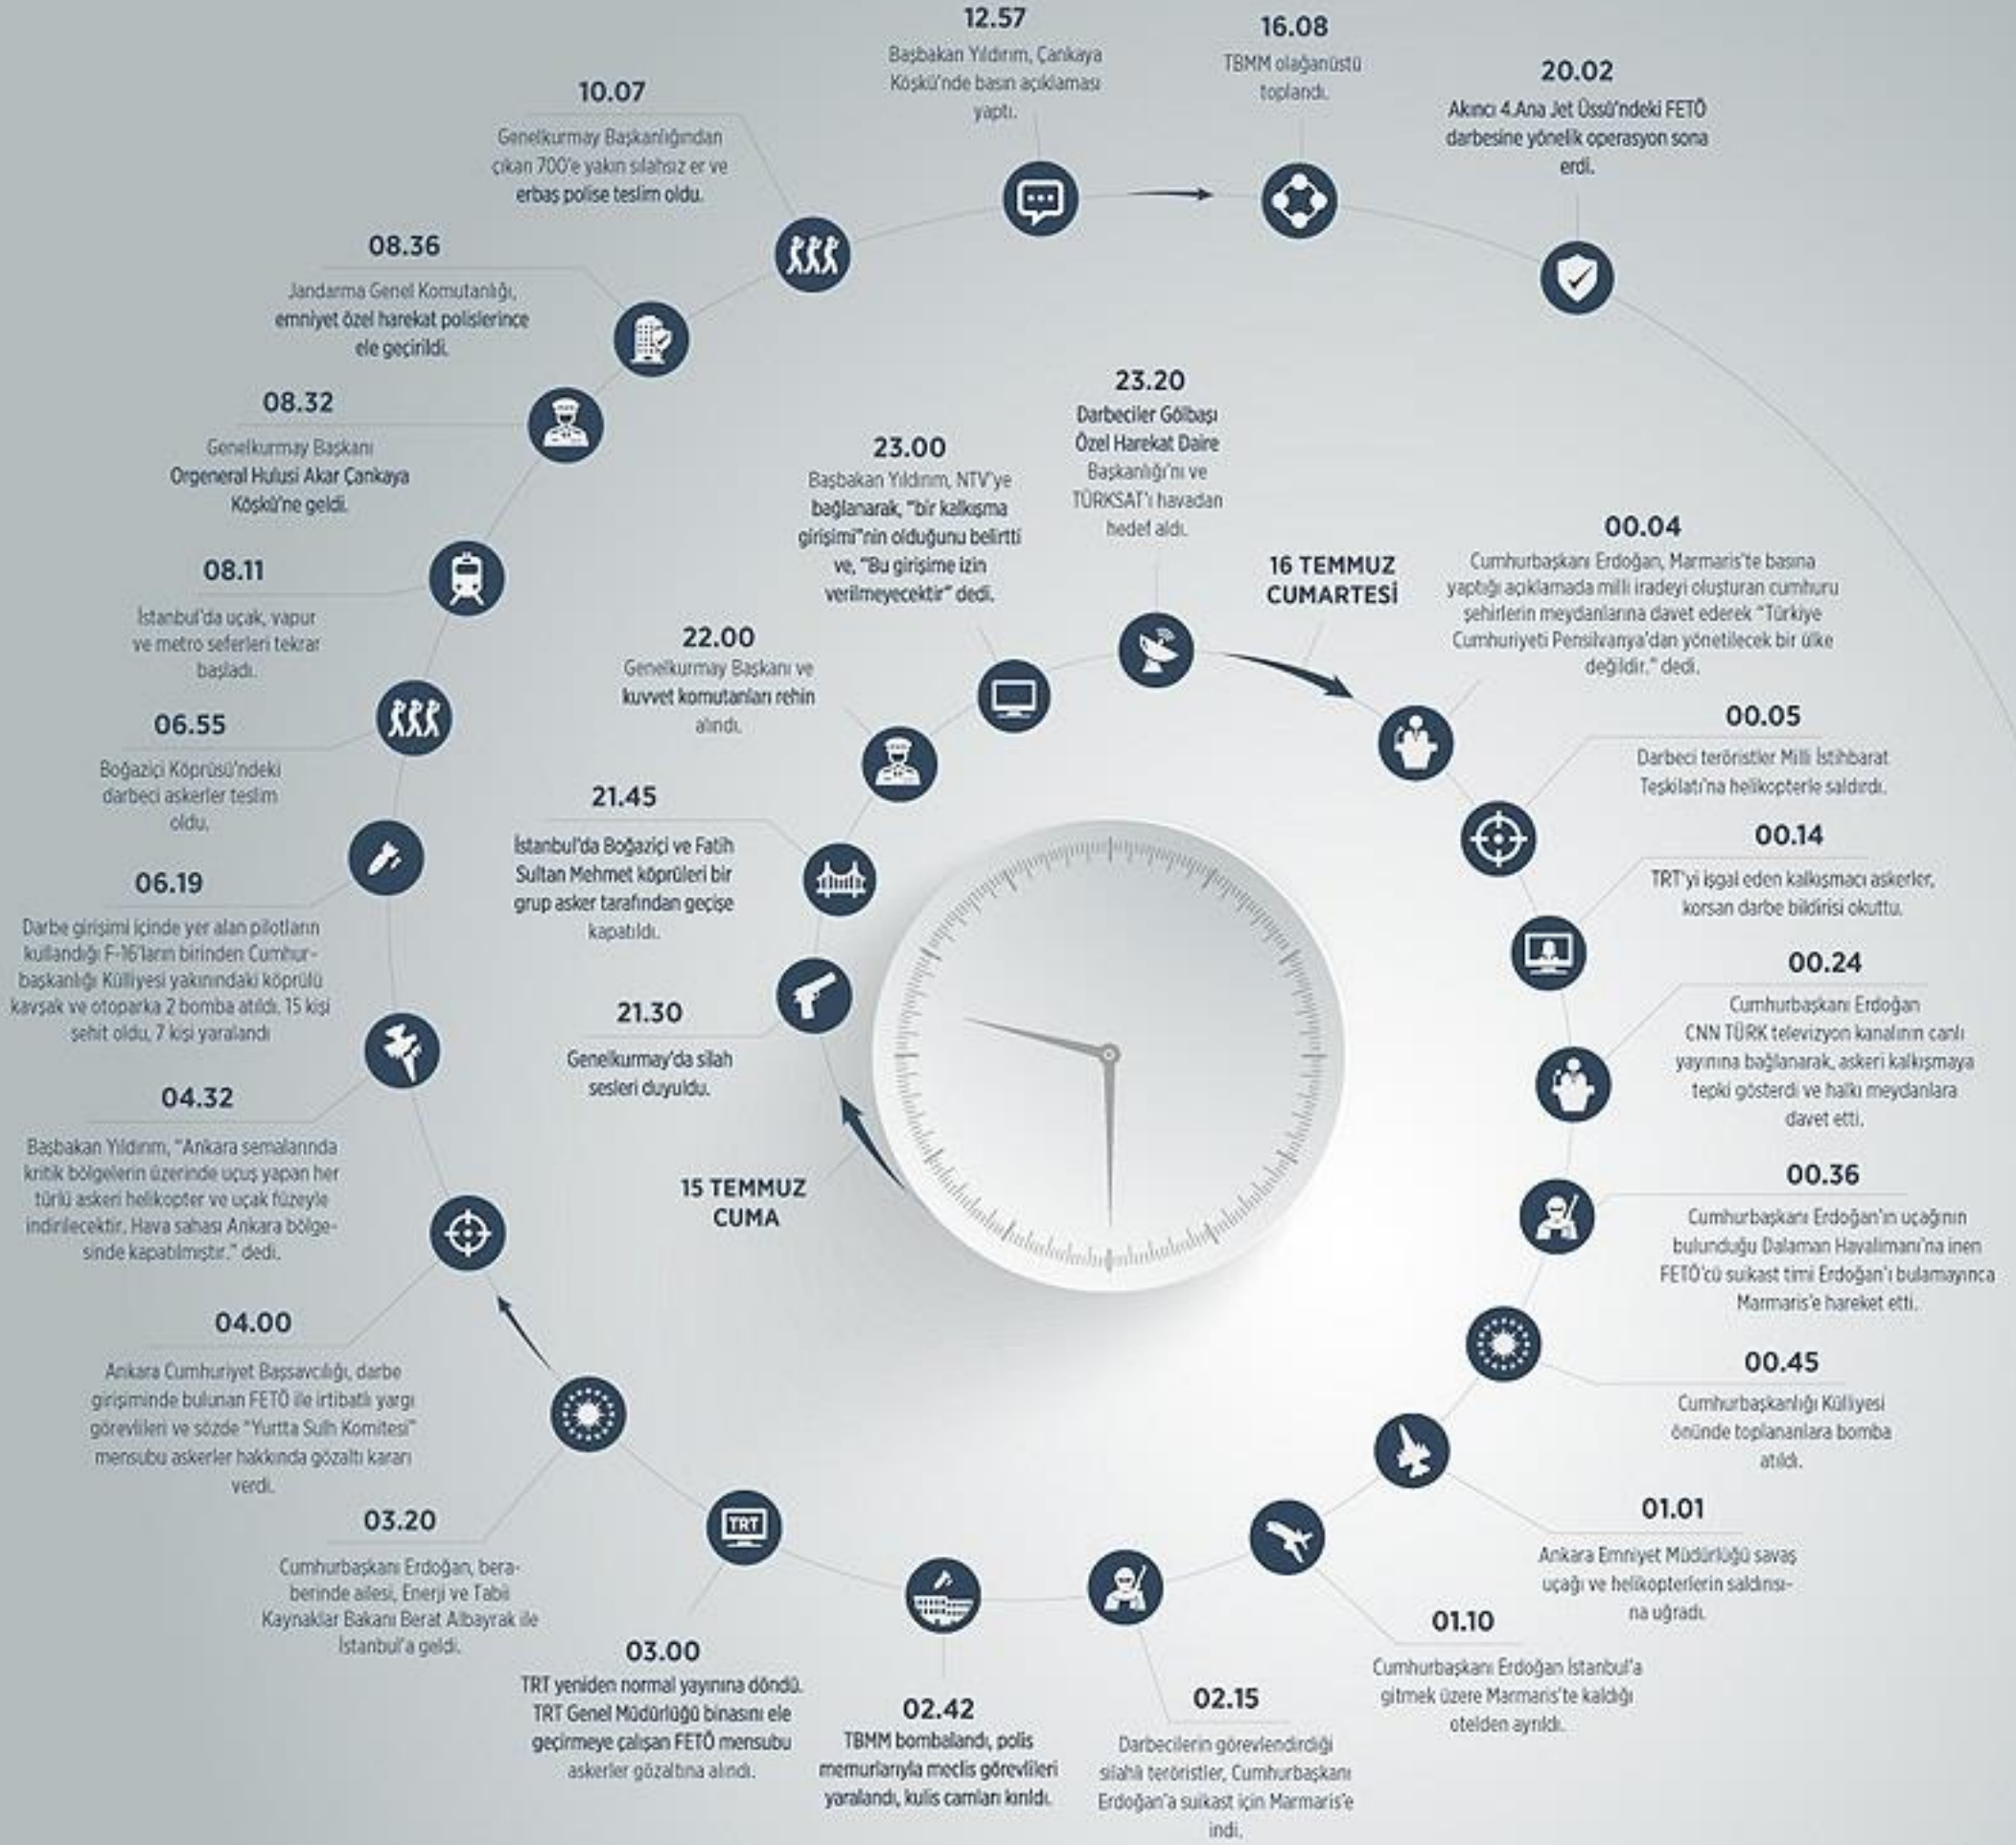 15 TEMMUZ
CUMA
21.30
Genelkurmay'da silah
sesleri duyuldu.
21.45
İstanbul'da Boğaziçi ve Fatih
Sultan Mehmet köprüleri bir
grup asker tarafından geçişe
kapatıldı.
22.00
Genelkurmay Başkanı ve
kuvvet komutanları rehin
alındı.
23.00
Başbakan Yıldırım, NTV'ye
bağlanarak, "bir kalkışma
girişimi"nin olduğunu belirtti
ve, "Bu girişime izin
verilmeyecektir" dedi.
23.20
Darbeciler Gölbaşı
Özel Harekat Daire
Başkanlığı'nı ve
TÜRKSAT'ı havadan
hedef aldı.
16 TEMMUZ
CUMARTESİ
00.04
Cumhurbaşkanı Erdoğan, Marmaris'te basına
yaptığı açıklamada milli iradeyi oluşturan cumhuru
şehirlerin meydanlarına davet ederek "Türkiye
Cumhuriyeti Pensilvanya'dan yönetilecek bir ülke
değildir." dedi.
00.05
Darbeci teröristler Milli İstihbarat
Teşkilatı'na helikopterle saldırdı.
00.14
TRT'yi işgal eden kalkışmacı askerler,
korsan darbe bildirisi okuttu.
00.24
Cumhurbaşkanı Erdoğan
CNN TÜRK televizyon kanalının canlı
yayınına bağlanarak, askeri kalkışmaya
tepki gösterdi ve halkı meydanlara
davet etti.
00.36
Cumhurbaşkanı Erdoğan'ın uçağının
bulunduğu Dalaman Havalimanı'na inen
FETÖ'cü suikast timi Erdoğan'ı bulamayınca
Marmaris'e hareket etti.
00.45
Cumhurbaşkanlığı Külliyesi
önünde toplananlara bomba
atıldı.
01.01
Ankara Emniyet Müdürlüğü savaş
uçağı ve helikopterlerin saldırısı-
na uğradı.
01.10
Cumhurbaşkanı Erdoğan İstanbul'a
gitmek üzere Marmaris'te kaldığı
otelden ayrıldı.
02.15
Darbecilerin görevlendirdiği
silahlı teröristler, Cumhurbaşkanı
Erdoğan'a suikast için Marmaris'e
indi.
02.42
TBMM bombalandı, polis
memurlarıyla meclis görevlileri
yaralandı, kulis camları kırıldı.
TRT
03.00
TRT yeniden normal yayınına döndü.
TRT Genel Müdürlüğü binasını ele
geçirmeye çalışan FETÖ mensubu
askerler gözaltına alındı.
03.20
Cumhurbaşkanı Erdoğan, bera-
berinde ailesi, Enerji ve Tabii
Kaynaklar Bakanı Berat Albayrak ile
İstanbul'a geldi.
04.00
Ankara Cumhuriyet Başsavcılığı, darbe
girişiminde bulunan FETÖ ile irtibatlı yargı
görevlileri ve sözde "Yurtta Sulh Komitesi"
mensubu askerler hakkında gözaltı kararı
verdi.
04.32
Başbakan Yıldırım, "Ankara semalarında
kritik bölgelerin üzerinde uçuş yapan her
türlü askeri helikopter ve uçak füzeyle
indirilecektir. Hava sahası Ankara bölge-
sinde kapatılmıştır." dedi.
06.19
Darbe girişimi içinde yer alan pilotların
kullandığı F-16'ların birinden Cumhur-
başkanlığı Külliyesi yakınındaki köprülü
kavşak ve otoparka 2 bomba atıldı. 15 kişi
şehit oldu, 7 kişi yaralandı
06.55
Boğaziçi Köprüsü'ndeki
darbeci askerler teslim
oldu.
08.11
İstanbul'da uçak, vapur
ve metro seferleri tekrar
başladı.
08.32
Genelkurmay Başkanı
Orgeneral Hulusi Akar Çankaya
Köşkü'ne geldi.
08.36
Jandarma Genel Komutanlığı,
emniyet özel harekat polislerince
ele geçirildi.
10.07
Genelkurmay Başkanlığından
çıkan 700'e yakın silahsız er ve
erbaş polise teslim oldu.
12.57
Başbakan Yıldırım, Çankaya
Köşkü'nde basın açıklaması
yaptı.
16.08
TBMM olağanüstü
toplandı.
20.02
Akıncı 4.Ana Jet Üssü'ndeki FETÖ
darbesine yönelik operasyon sona
erdi.